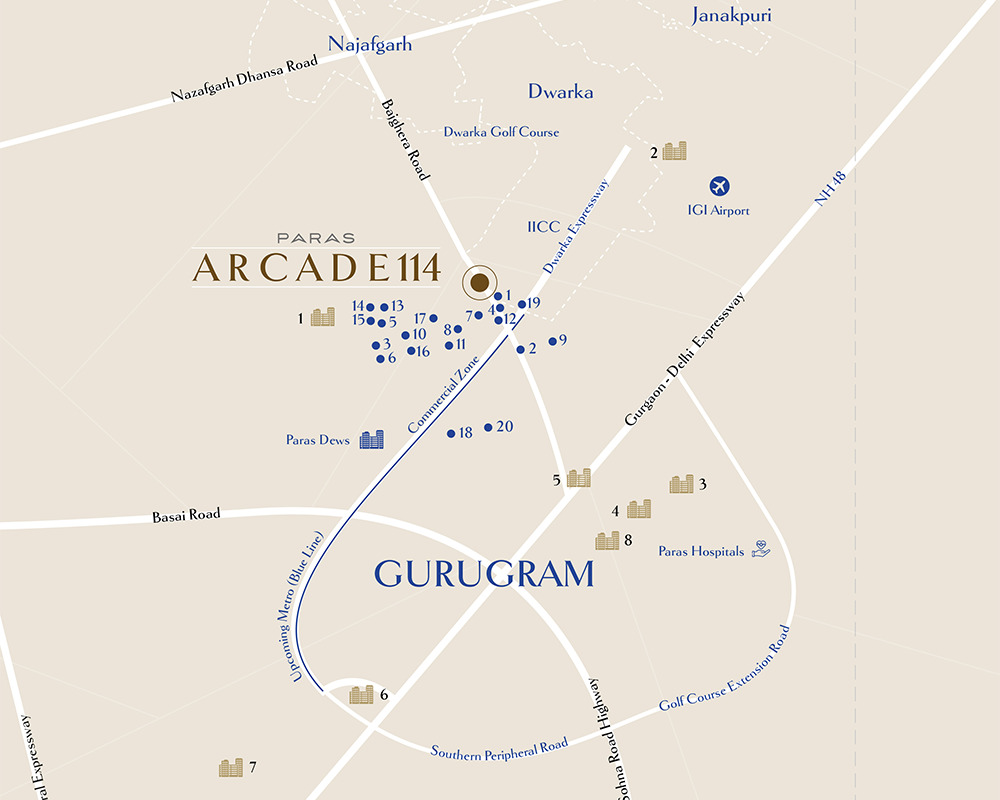 Janakpuri
Najafgarh
Nazafgarh Dhansa Road
Dwarka
Baighera Road
Dwarka Golf Course
2
IGI Airport
NH 48
IICC
Dwarka Expressway
PARAS
ARCADE 114
1
14
13
4
19
1
15
5
17
7
12
10
8
3
16
11
2
9
6
Commercial Zone
Gurgaon - Delhi Expressway
Paras Dews
18
20
5
3
4
8
Basai Road
Paras Hospitals
GURUGRAM
Upcoming Metro (Blue Line)
6
Golf Course Extension Road
Southern Peripheral Road
ohna Road Highway
ral Expressway
7